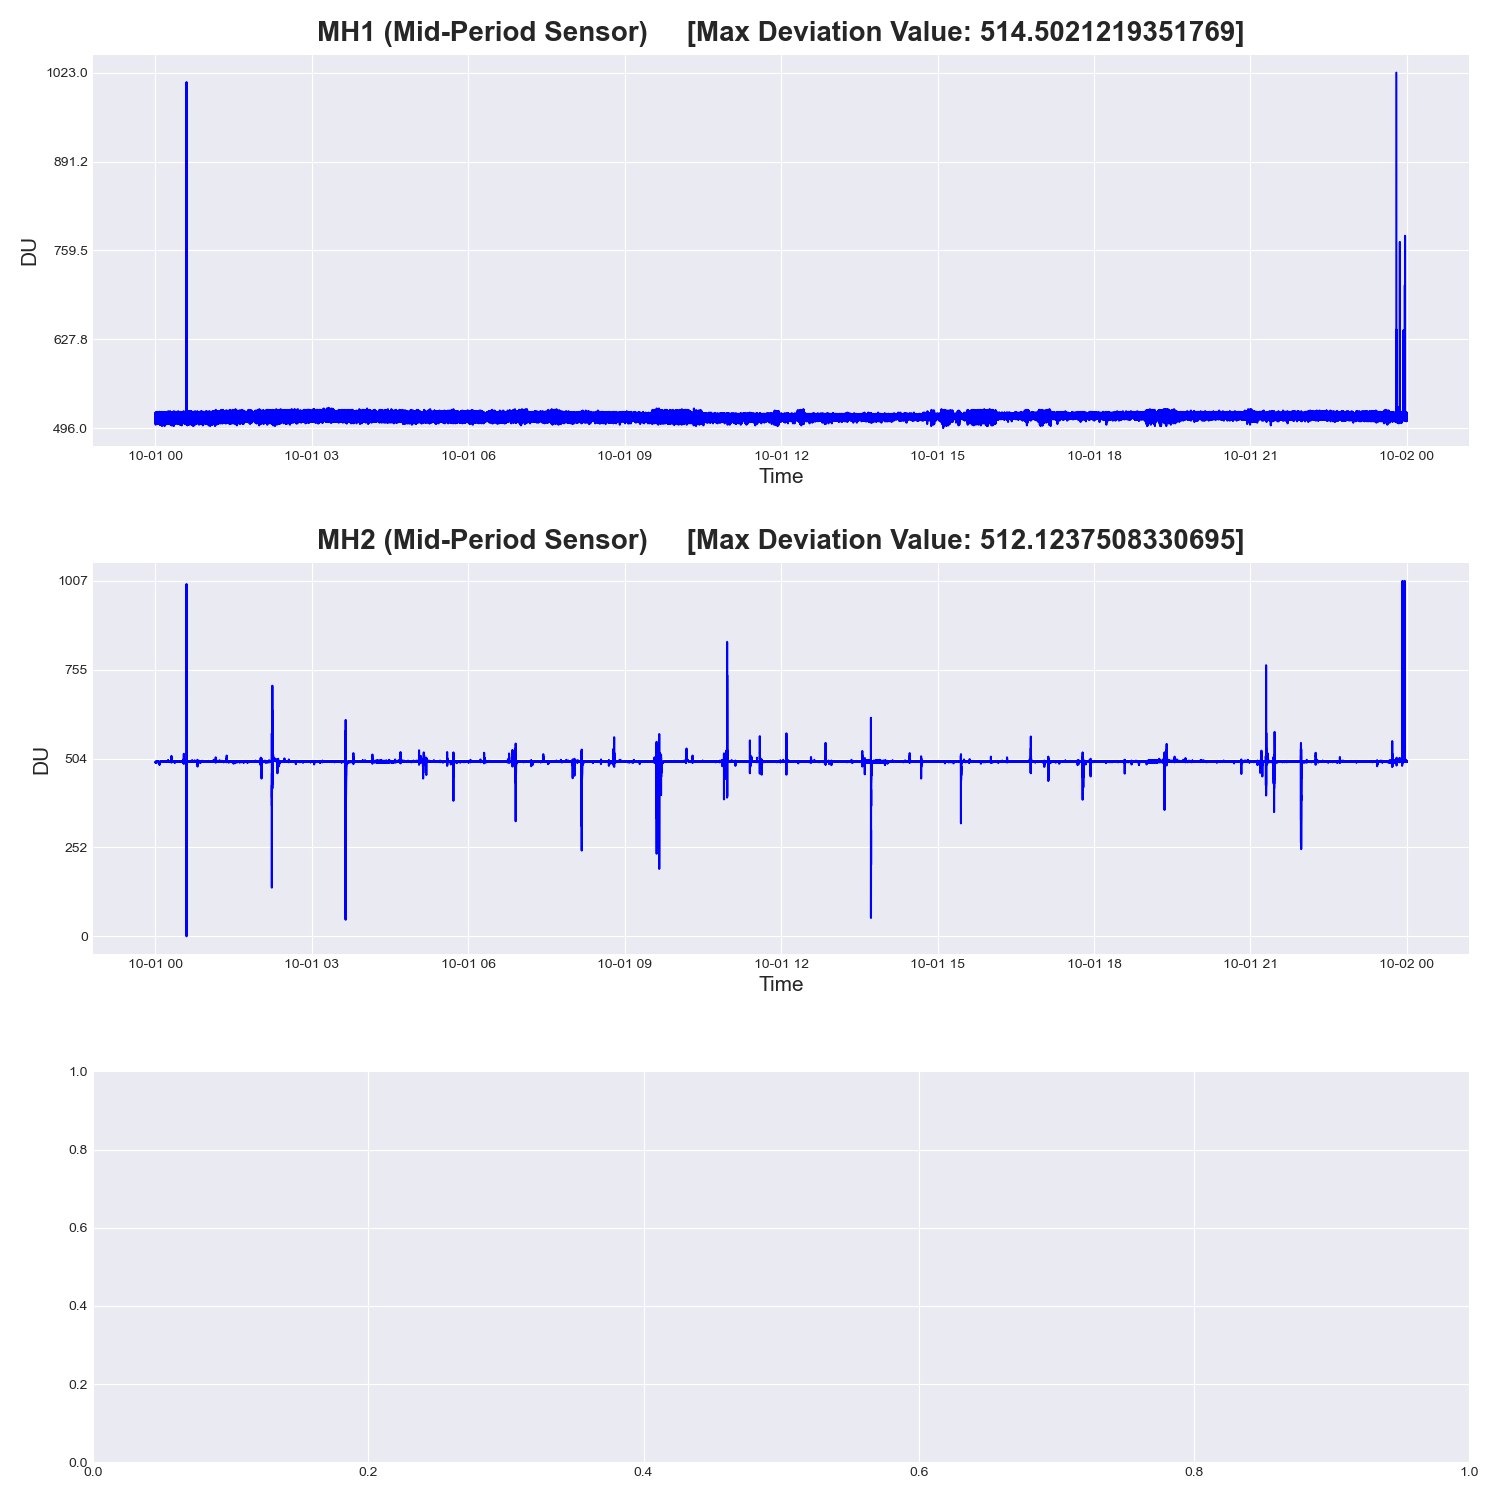 MH1 (Mid-Period Sensor) [Max Deviation Value: 514.5021219351769]
1023.0
891.2
759.5
627.8
496.0
DU
10-01 00 10-01 03 10-01 06 10-01 09 10-01 12 10-01 15 10-01 18 10-01 21 10-02 00
Time
MH2 (Mid-Period Sensor) [Max Deviation Value: 512.1237508330695]
1007
755
504
252
0
DU
10-01 00 10-01 03 10-01 06 10-01 09 10-01 12 10-01 15 10-01 18 10-01 21 10-02 00
Time
1.0
0.8
0.6
0.4
0.2
0.0
0.0 0.2 0.4 0.6 0.8 1.0